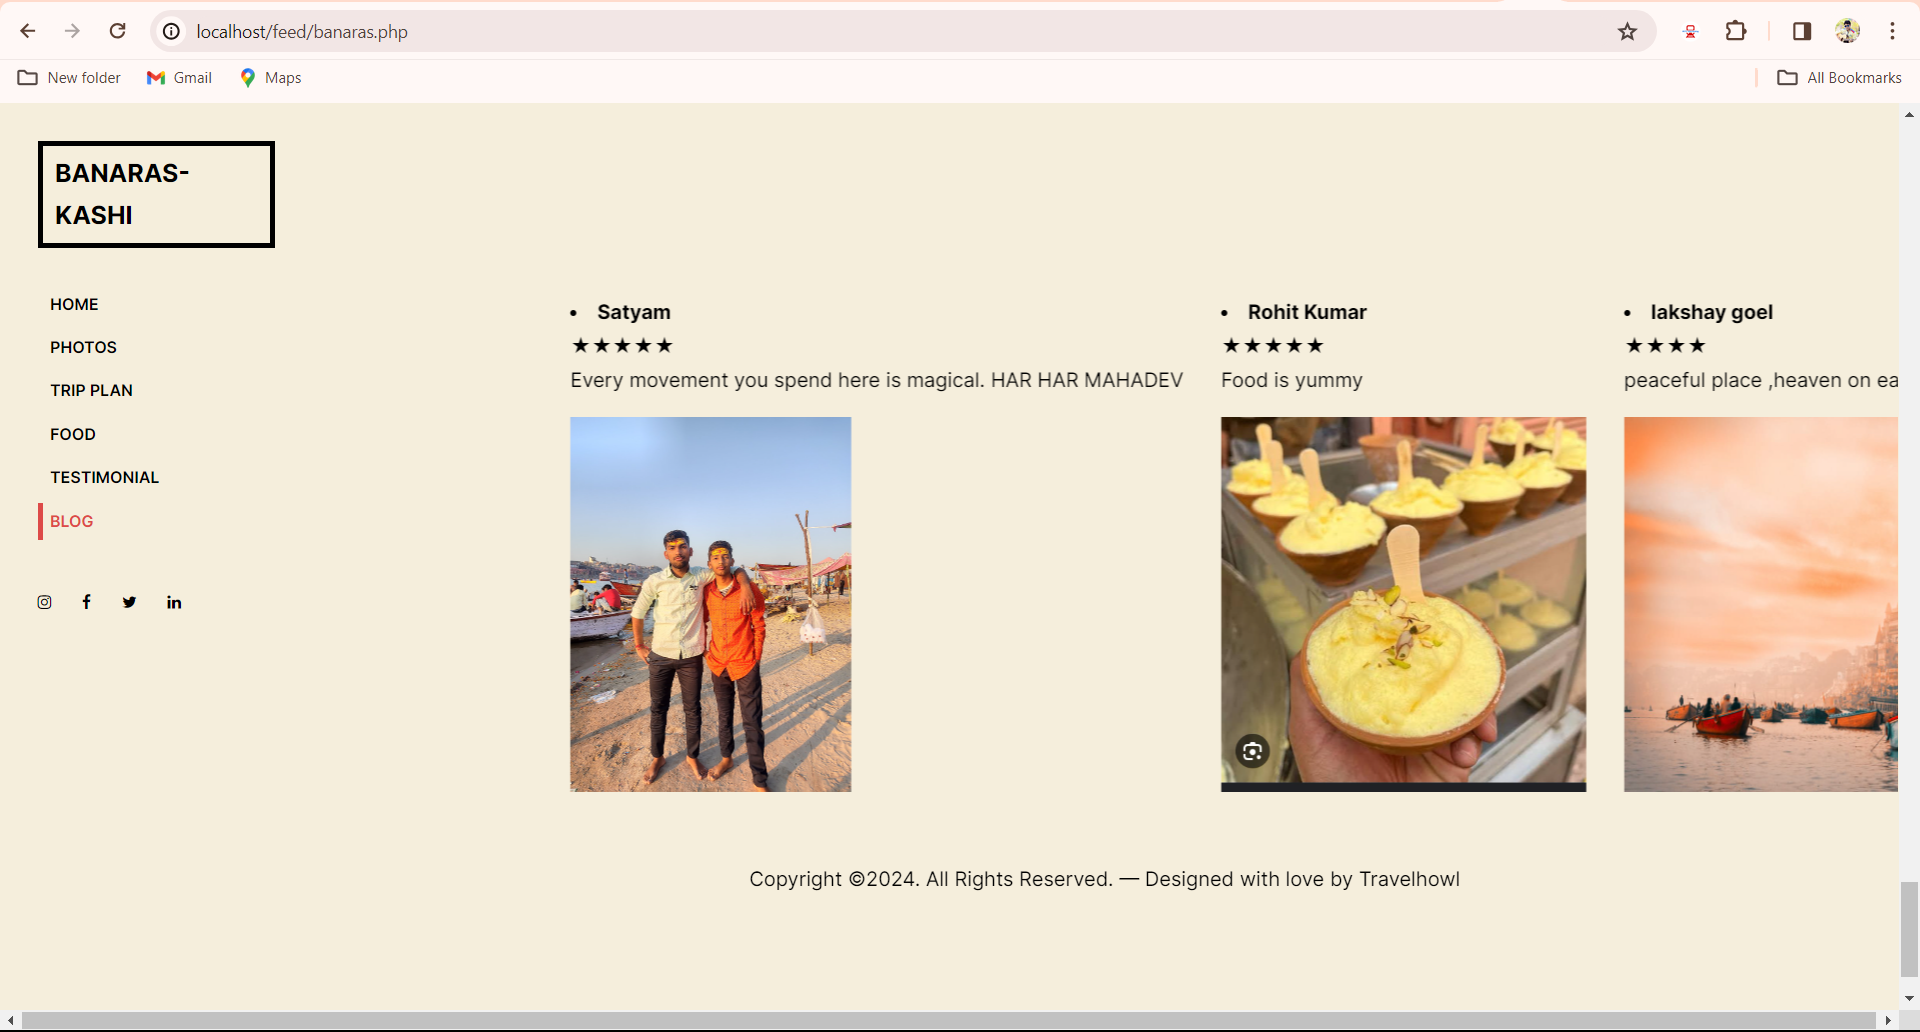 localhost/feed/banaras.php
New folder
Gmail
Maps
All Bookmarks
BANARAS-
KASHI
HOME
PHOTOS
TRIP PLAN
FOOD
TESTIMONIAL
BLOG
Satyam
★★★★★
Every movement you spend here is magical. HAR HAR MAHADEV
Rohit Kumar
★★★★★
Food is yummy
lakshay goel
★★★★
peaceful place ,heaven on ea
Copyright ©2024. All Rights Reserved. — Designed with love by Travelhowl